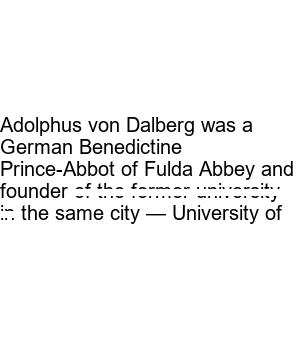 Adolphus von Dalberg was a
German Benedictine
Prince-Abbot of Fulda Abbey and
founder of the former university
in the same city — University of